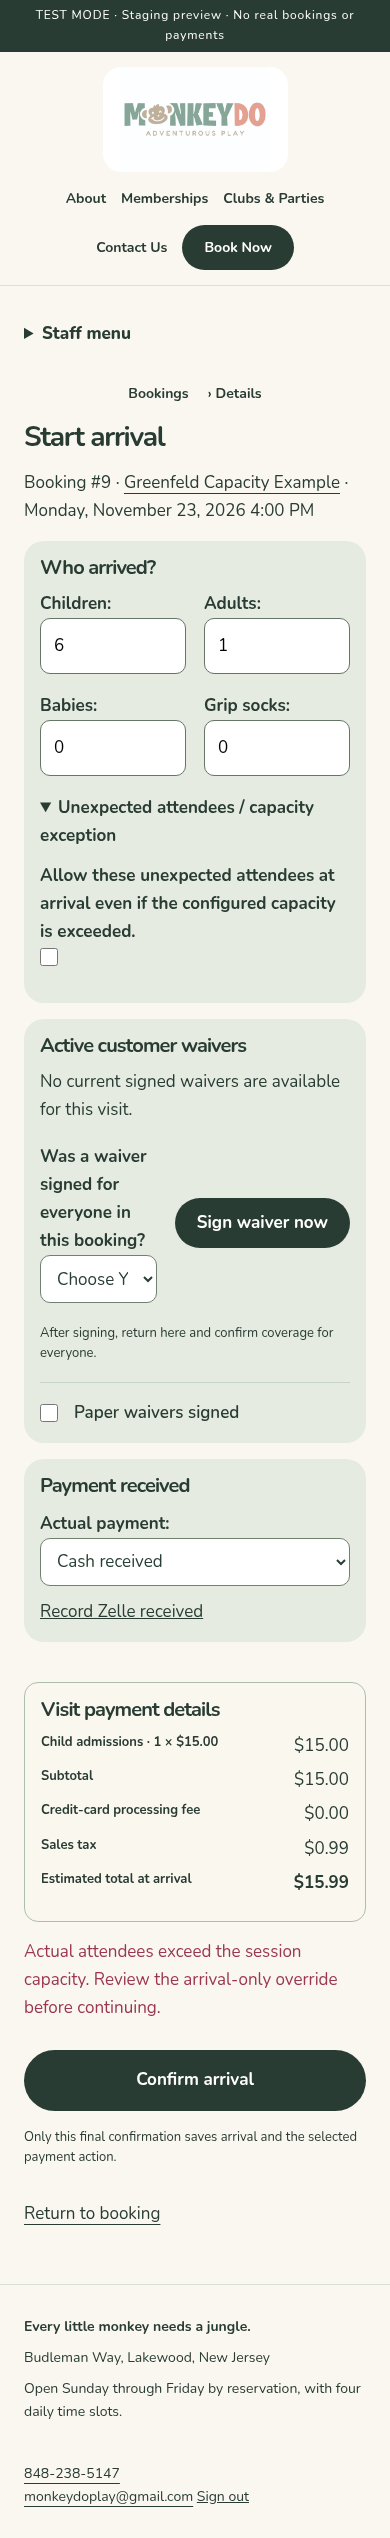 TEST MODE · Staging preview · No real bookings or
payments
MONKEYDO
ADVENTUROUS PLAY
About Memberships Clubs & Parties
Contact Us Book Now
Staff menu
Bookings › Details
Start arrival
Booking #9 · Greenfeld Capacity Example ·
Monday, November 23, 2026 4:00 PM
Who arrived?
Children: Adults:
6 1
Babies: Grip socks:
0 0
Unexpected attendees / capacity
exception
Allow these unexpected attendees at
arrival even if the configured capacity
is exceeded.
Active customer waivers
No current signed waivers are available
for this visit.
Was a waiver
signed for
everyone in
this booking?
Sign waiver now
Choose Y
After signing, return here and confirm coverage for
everyone.
Paper waivers signed
Payment received
Actual payment:
Cash received
Record Zelle received
Visit payment details
Child admissions · 1 × $15.00 $15.00
Subtotal $15.00
Credit-card processing fee $0.00
Sales tax $0.99
Estimated total at arrival $15.99
Actual attendees exceed the session
capacity. Review the arrival-only override
before continuing.
Confirm arrival
Only this final confirmation saves arrival and the selected
payment action.
Return to booking
Every little monkey needs a jungle.
Budleman Way, Lakewood, New Jersey
Open Sunday through Friday by reservation, with four
daily time slots.
848-238-5147
monkeydoplay@gmail.com Sign out